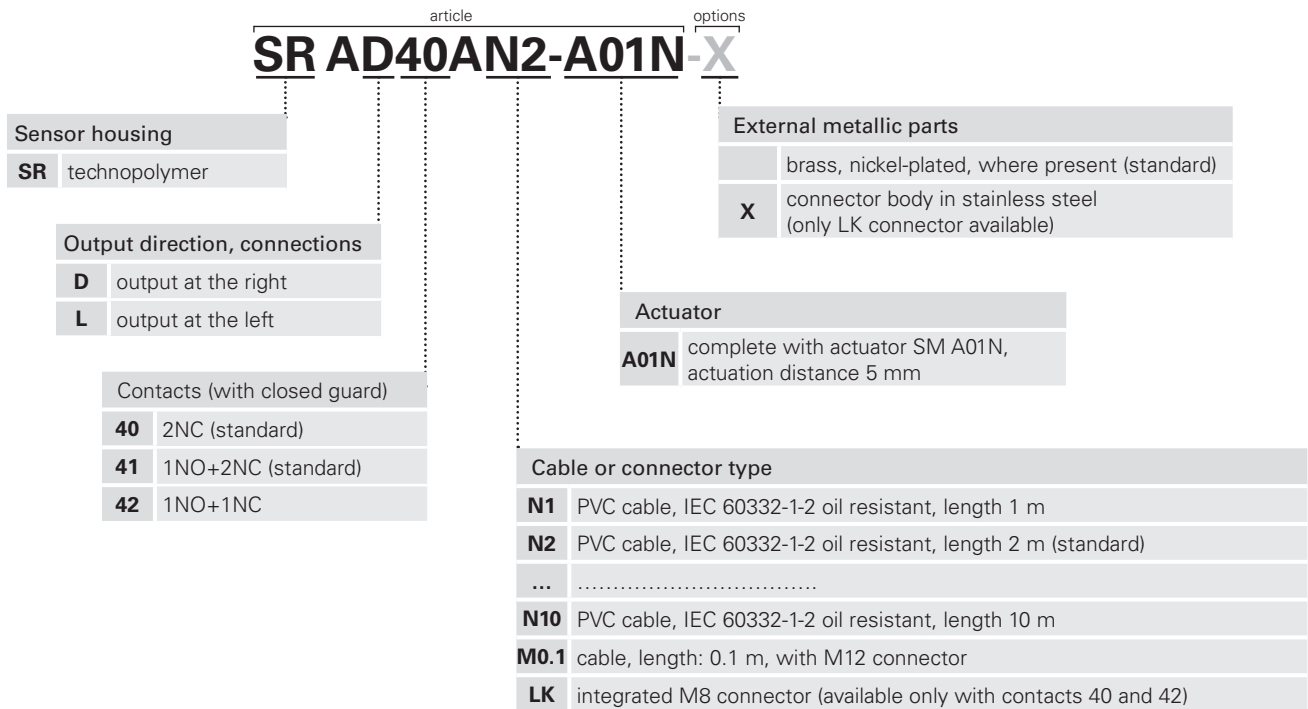 article options
SR AD40AN2-A01N-X
Sensor housing
SR technopolymer
Output direction, connections
D output at the right
L output at the left
Contacts (with closed guard)
40 2NC (standard)
41 1NO+2NC (standard)
42 1NO+1NC
External metallic parts
brass, nickel-plated, where present (standard)
X connector body in stainless steel
(only LK connector available)
Actuator
A01N complete with actuator SM A01N,
actuation distance 5 mm
Cable or connector type
N1 PVC cable, IEC 60332-1-2 oil resistant, length 1 m
N2 PVC cable, IEC 60332-1-2 oil resistant, length 2 m (standard)
... ……………………………….
N10 PVC cable, IEC 60332-1-2 oil resistant, length 10 m
M0.1 cable, length: 0.1 m, with M12 connector
LK integrated M8 connector (available only with contacts 40 and 42)